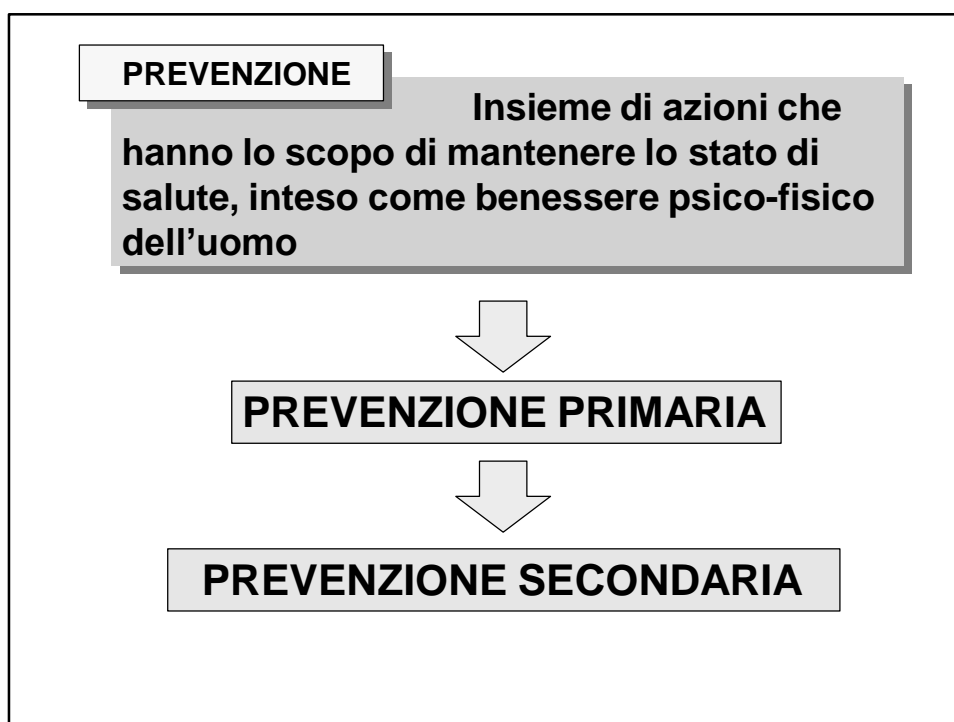 PREVENZIONE
Insieme di azioni che
hanno lo scopo di mantenere lo stato di
salute, inteso come benessere psico-fisico
dell’uomo
PREVENZIONE PRIMARIA
PREVENZIONE SECONDARIA